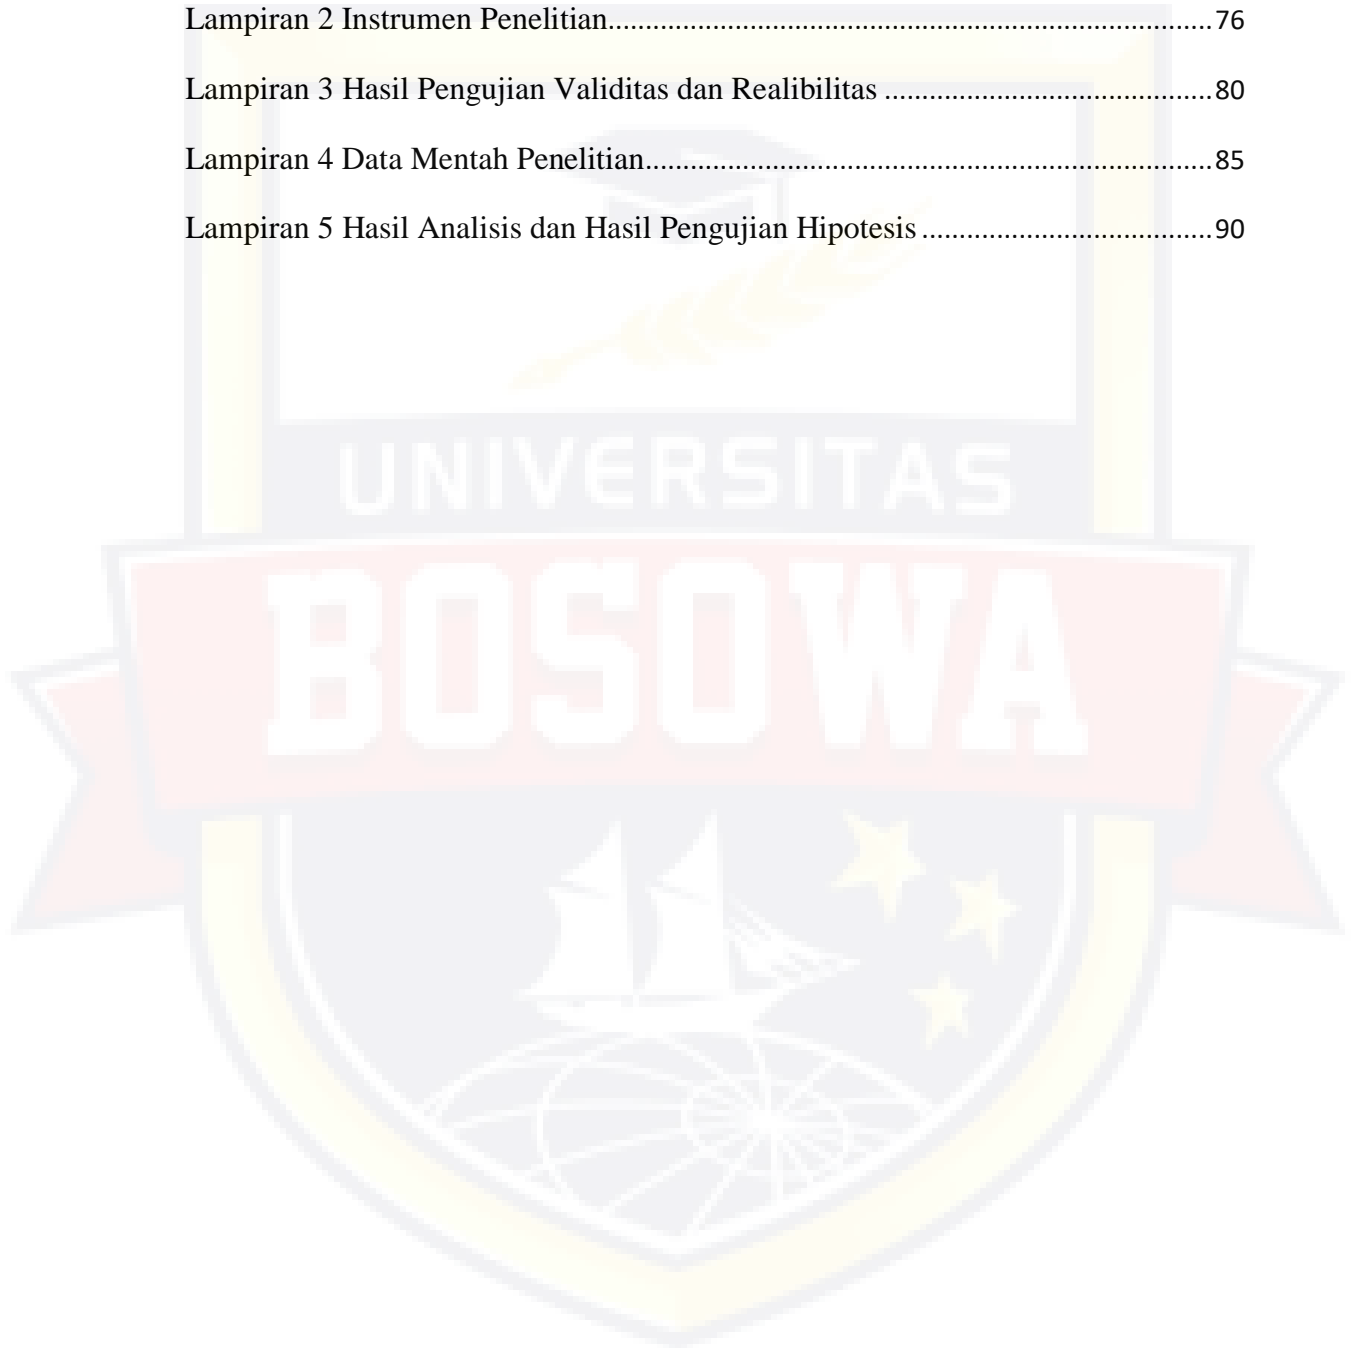 Lampiran 2 Instrumen Penelitian............................................................................76
Lampiran 3 Hasil Pengujian Validitas dan Realibilitas .........................................80
Lampiran 4 Data Mentah Penelitian.......................................................................85
Lampiran 5 Hasil Analisis dan Hasil Pengujian Hipotesis ....................................90
UNIVERSITAS
BOSOWA